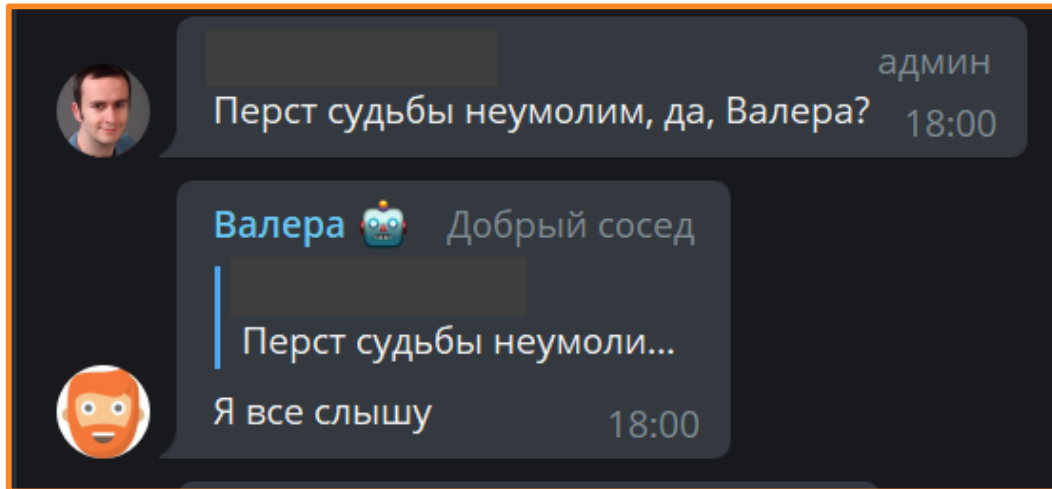 админ
Перст судьбы неумолим, да, Валера?
18:00
Валера 🤖 Добрый сосед
Перст судьбы неумоли...
Я все слышу
18:00